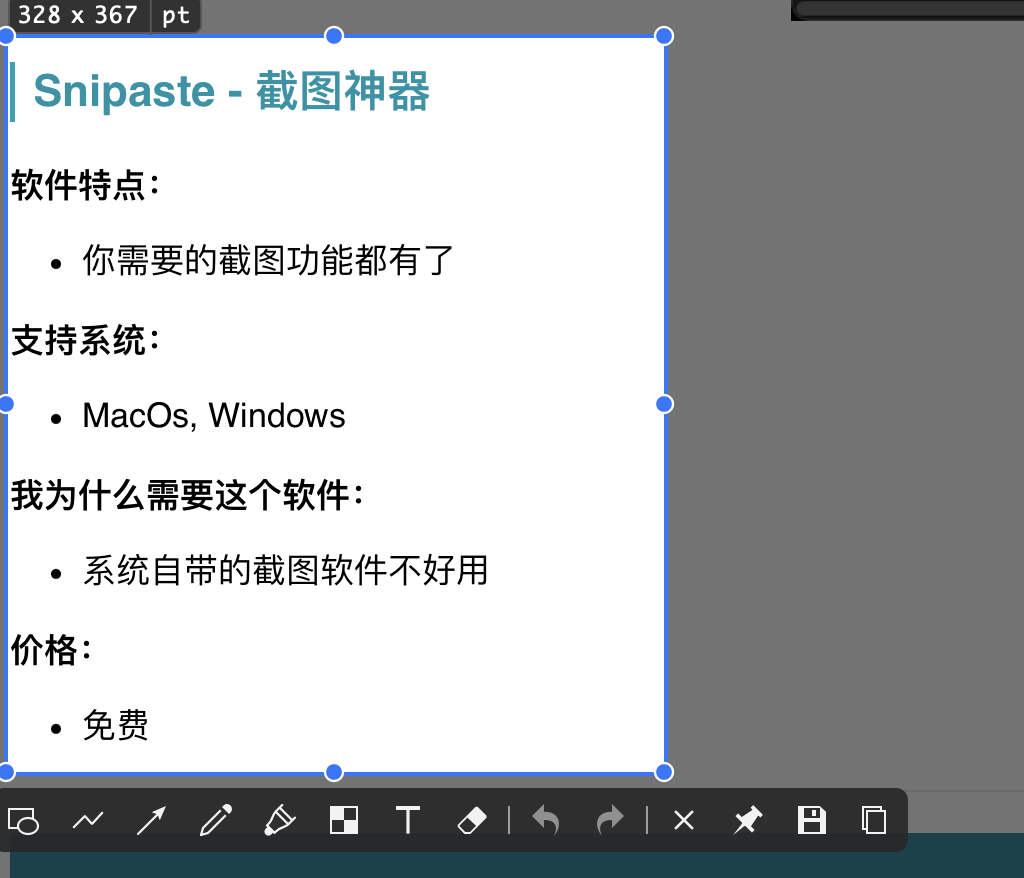 328 x 367 pt
Snipaste - 截图神器
软件特点：
• 你需要的截图功能都有了
支持系统：
• MacOs, Windows
我为什么需要这个软件：
• 系统自带的截图软件不好用
价格：
• 免费
T